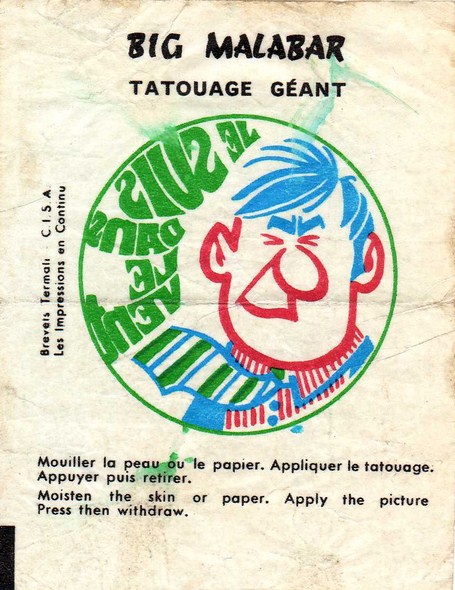 BIG MALABAR
TATOUAGE GÉANT
JE
SUIS
DANS
LE
VENT
Brevets Termali C.I.S.A.
Les Impressions en Continu
Mouiller la peau ou le papier. Appliquer le tatouage.
Appuyer puis retirer.
Moisten the skin or paper. Apply the picture
Press then withdraw.